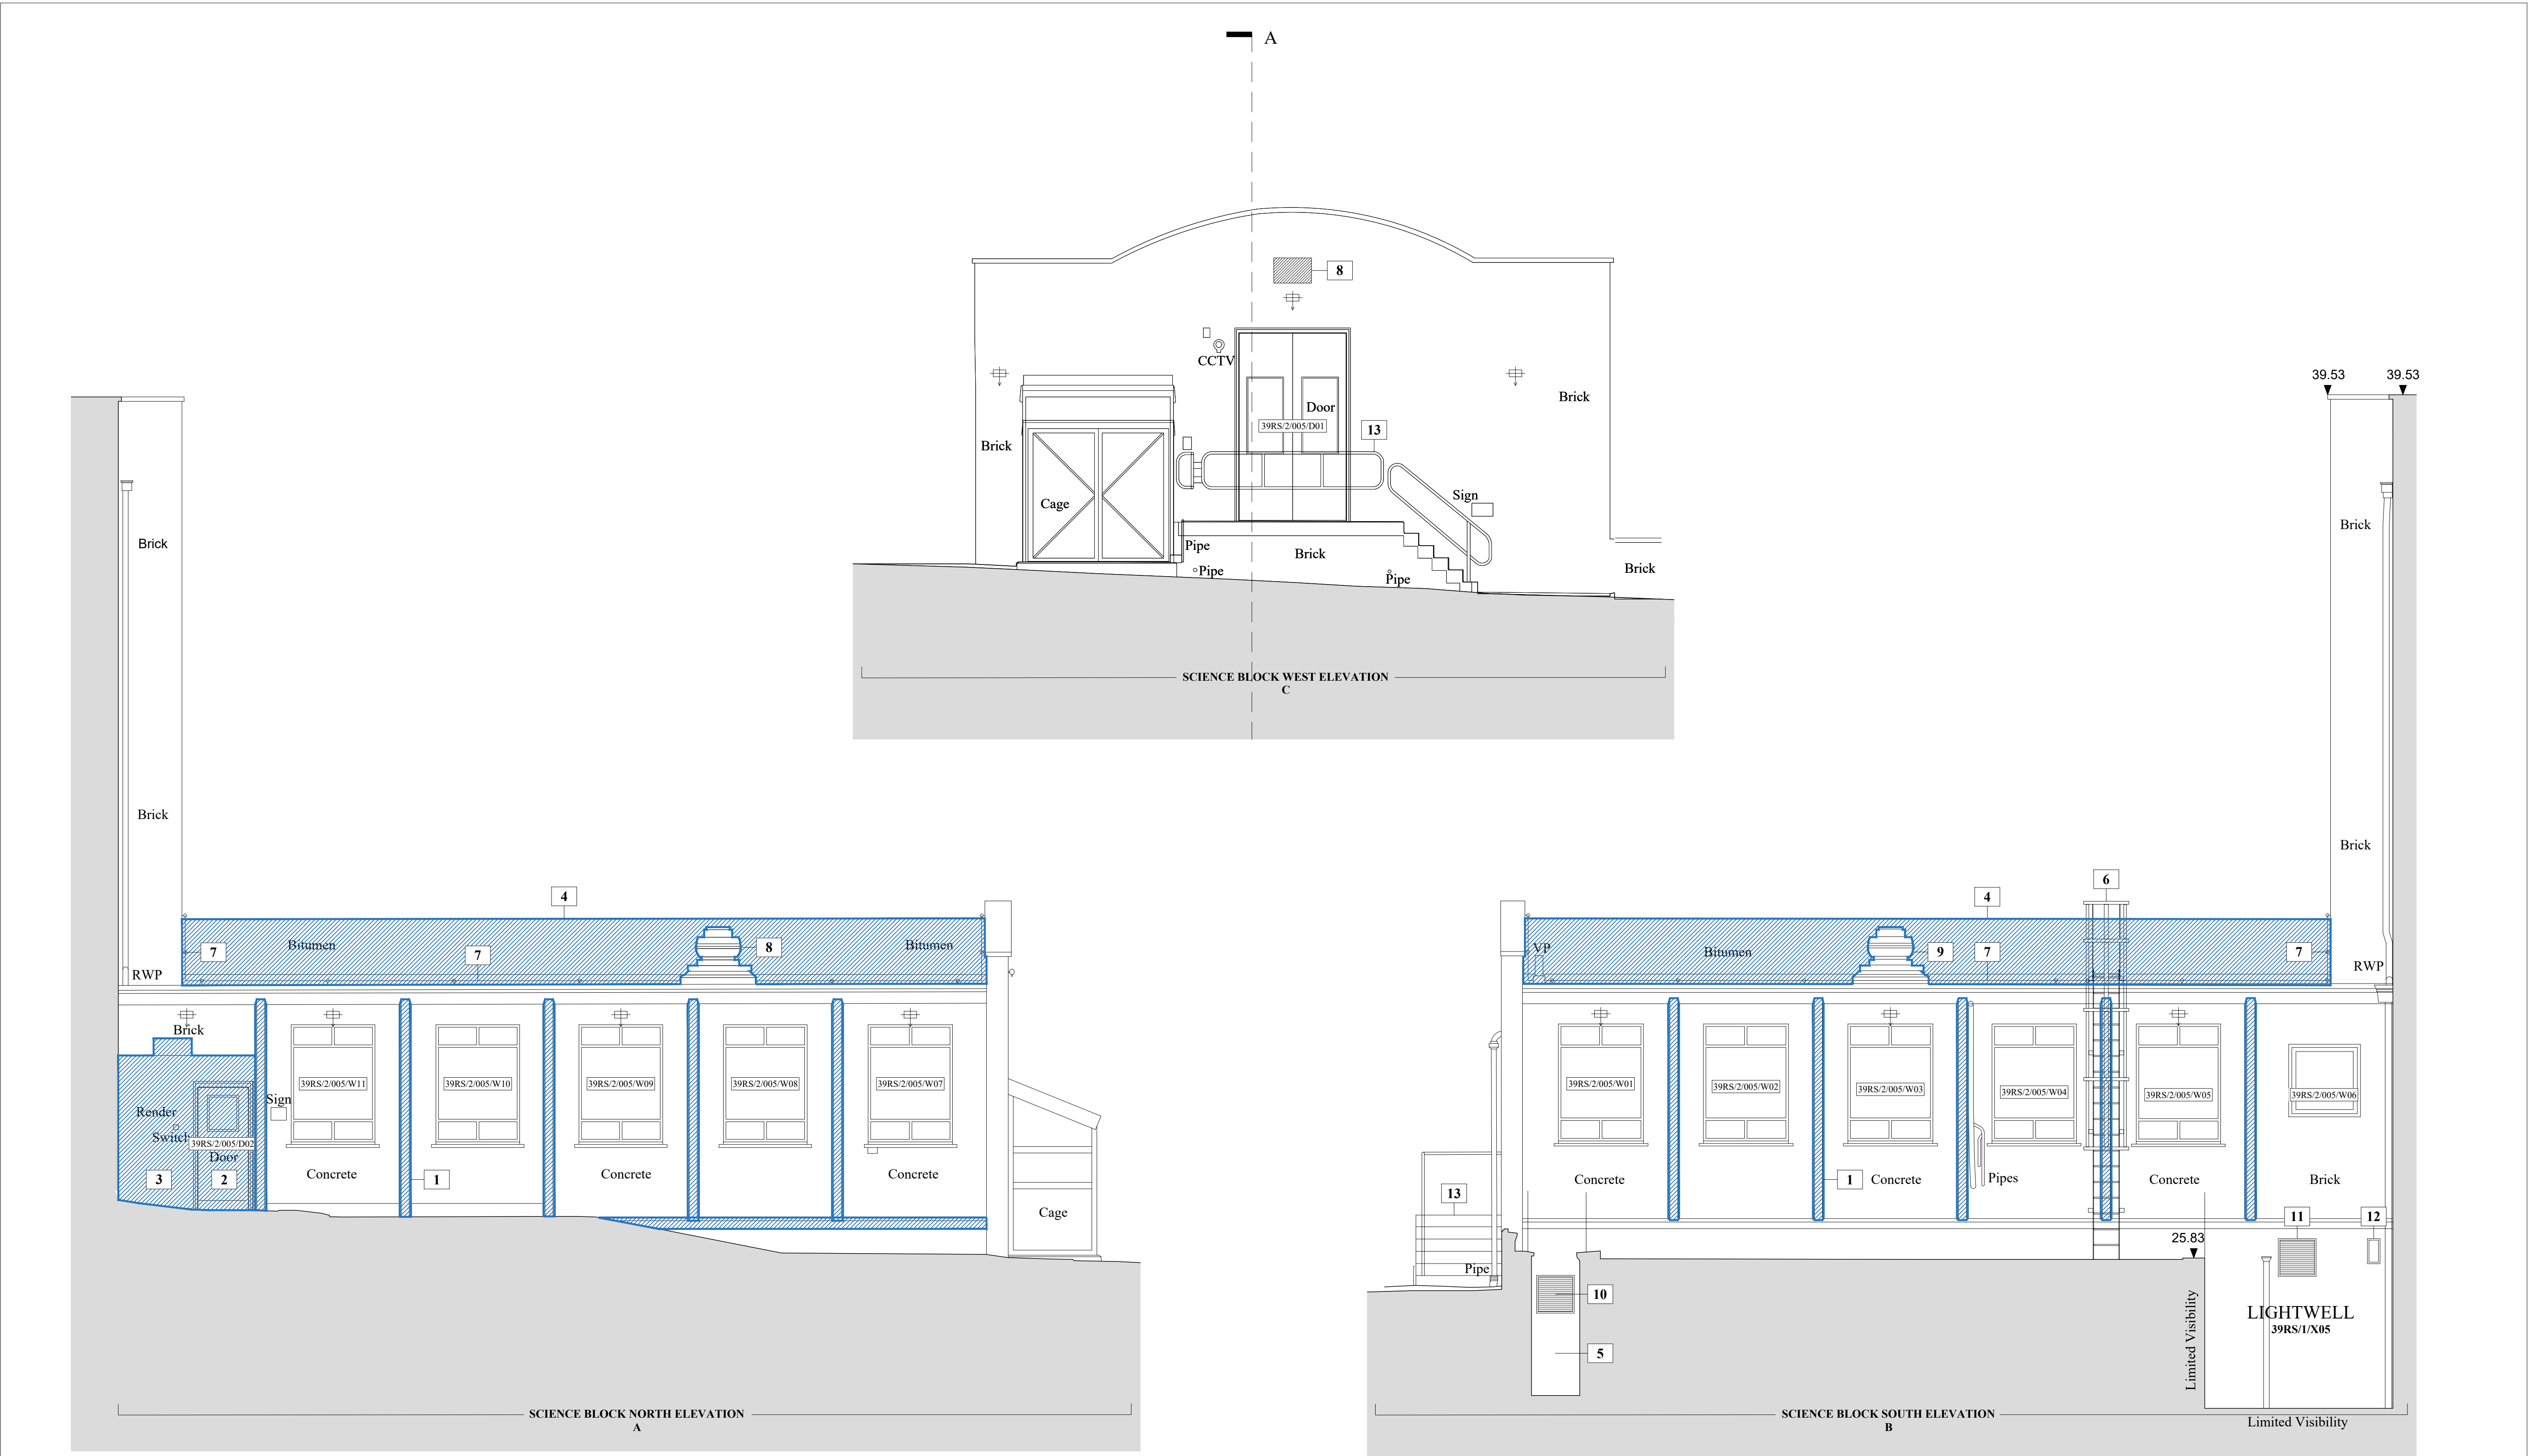 A
8
CCTV
Door
39RS/2/005/D01
13
Brick
Brick
Cage
Sign
Pipe
Brick
Pipe
Pipe
Brick
SCIENCE BLOCK WEST ELEVATION
C
Brick
Brick
RWP
4
7
Bitumen
7
8
Bitumen
Brick
39RS/2/005/W11
39RS/2/005/W10
39RS/2/005/W09
39RS/2/005/W08
39RS/2/005/W07
Render
Sign
Switch
39RS/2/005/D02
Door
3
2
Concrete
1
Concrete
Concrete
Cage
SCIENCE BLOCK NORTH ELEVATION
A
39.53
39.53
Brick
Brick
6
4
VP
Bitumen
9
7
7
RWP
39RS/2/005/W01
39RS/2/005/W02
39RS/2/005/W03
39RS/2/005/W04
39RS/2/005/W05
39RS/2/005/W06
Concrete
1
Concrete
Pipes
Concrete
Brick
13
Pipe
11
12
25.83
10
5
Limited Visibility
LIGHTWELL
39RS/1/X05
Limited Visibility
SCIENCE BLOCK SOUTH ELEVATION
B